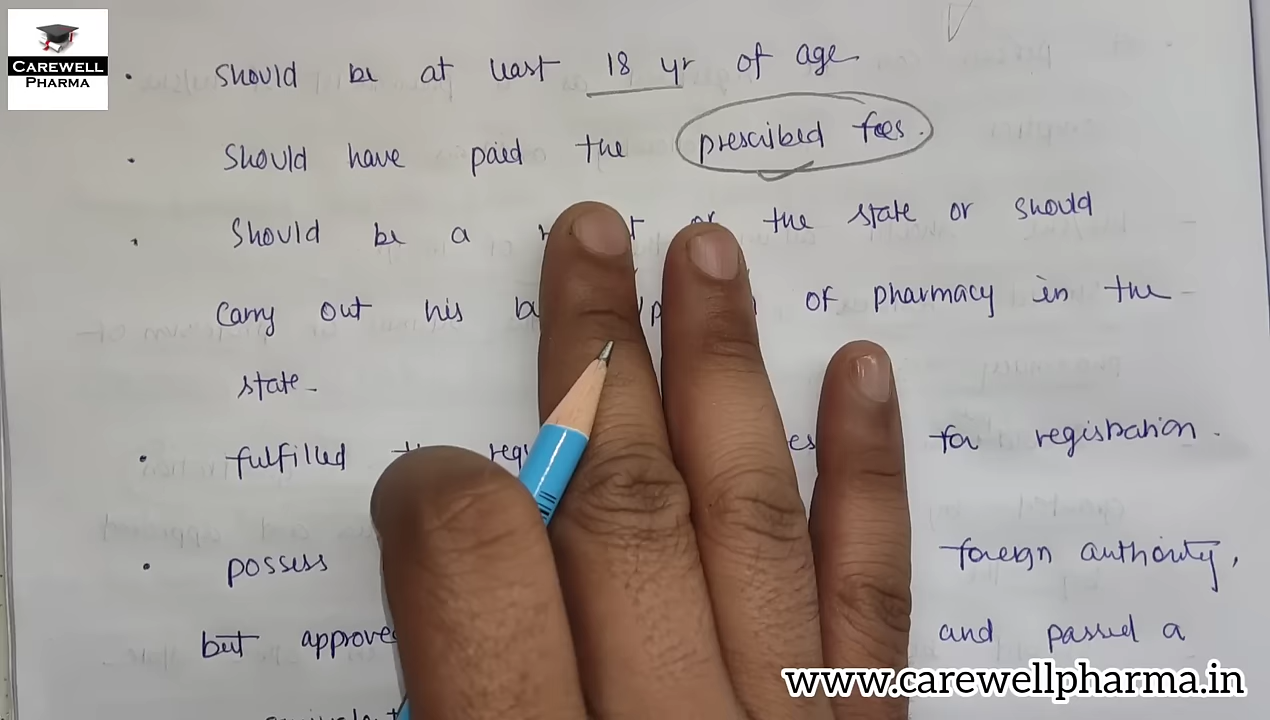 CAREWELL
PHARMA
• Should be at least 18 yr of age
• Should have paid the prescribed fees.
• Should be a of the state or should
Carry out his of pharmacy in the
state.
• fulfilled for registration.
• possess foreign authority,
but approved and passed a
www.carewellpharma.in